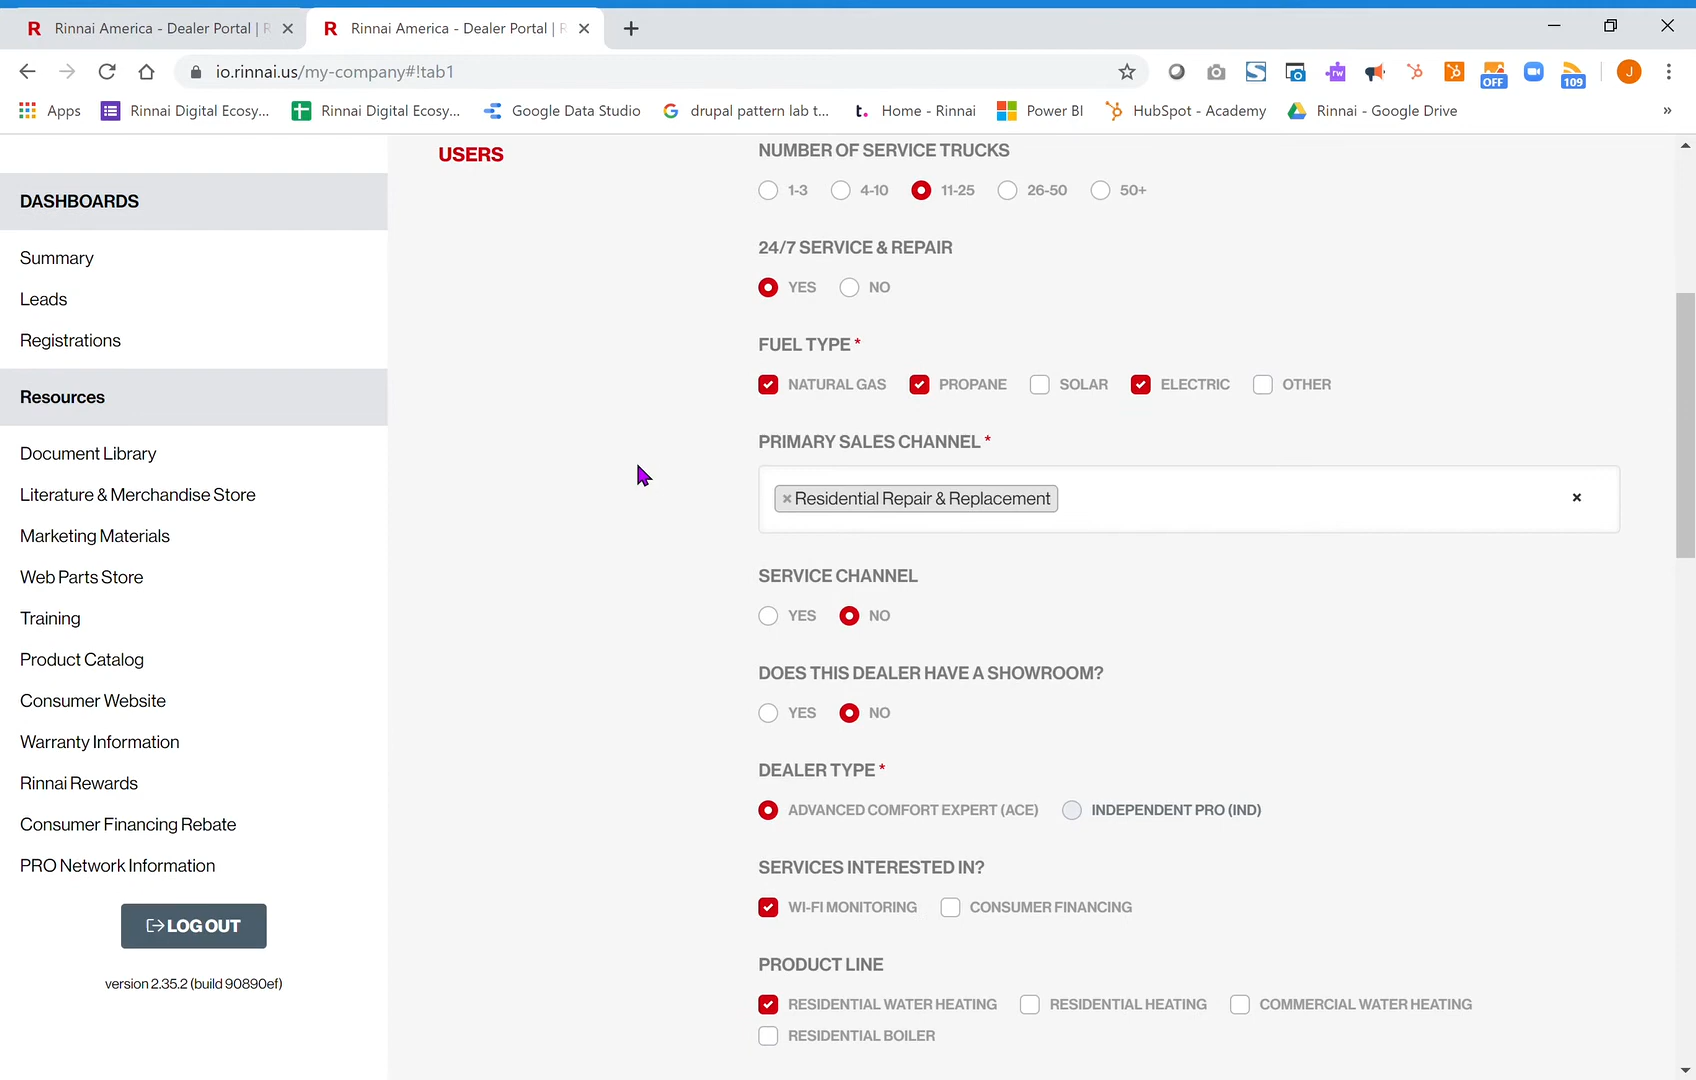 Rinnai America - Dealer Portal |
Rinnai America - Dealer Portal |
io.rinnai.us/my-company#!tab1
OFF
109
J
Apps
Rinnai Digital Ecosy...
Rinnai Digital Ecosy...
Google Data Studio
drupal pattern lab t...
Home - Rinnai
Power BI
HubSpot - Academy
Rinnai - Google Drive
»
DASHBOARDS
Summary
Leads
Registrations
Resources
Document Library
Literature & Merchandise Store
Marketing Materials
Web Parts Store
Training
Product Catalog
Consumer Website
Warranty Information
Rinnai Rewards
Consumer Financing Rebate
PRO Network Information
LOG OUT
version 2.35.2 (build 90890ef)
USERS
NUMBER OF SERVICE TRUCKS
1-3 4-10 11-25 26-50 50+
24/7 SERVICE & REPAIR
YES NO
FUEL TYPE *
NATURAL GAS PROPANE SOLAR ELECTRIC OTHER
PRIMARY SALES CHANNEL *
× Residential Repair & Replacement ×
SERVICE CHANNEL
YES NO
DOES THIS DEALER HAVE A SHOWROOM?
YES NO
DEALER TYPE *
ADVANCED COMFORT EXPERT (ACE) INDEPENDENT PRO (IND)
SERVICES INTERESTED IN?
WI-FI MONITORING CONSUMER FINANCING
PRODUCT LINE
RESIDENTIAL WATER HEATING RESIDENTIAL HEATING COMMERCIAL WATER HEATING
RESIDENTIAL BOILER